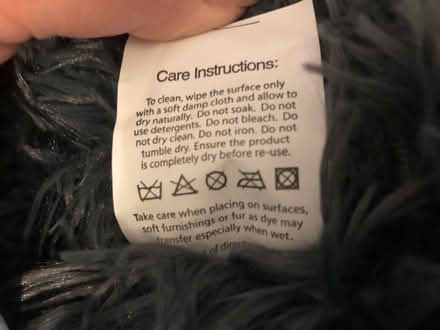 Care Instructions:
To clean, wipe the surface only
with a soft damp cloth and allow to
dry naturally. Do not soak. Do not
use detergents. Do not bleach. Do
not dry clean. Do not iron. Do not
tumble dry. Ensure the product
is completely dry before re-use.
Take care when placing on surfaces,
soft furnishings or fur as dye may
transfer especially when wet.
of direct